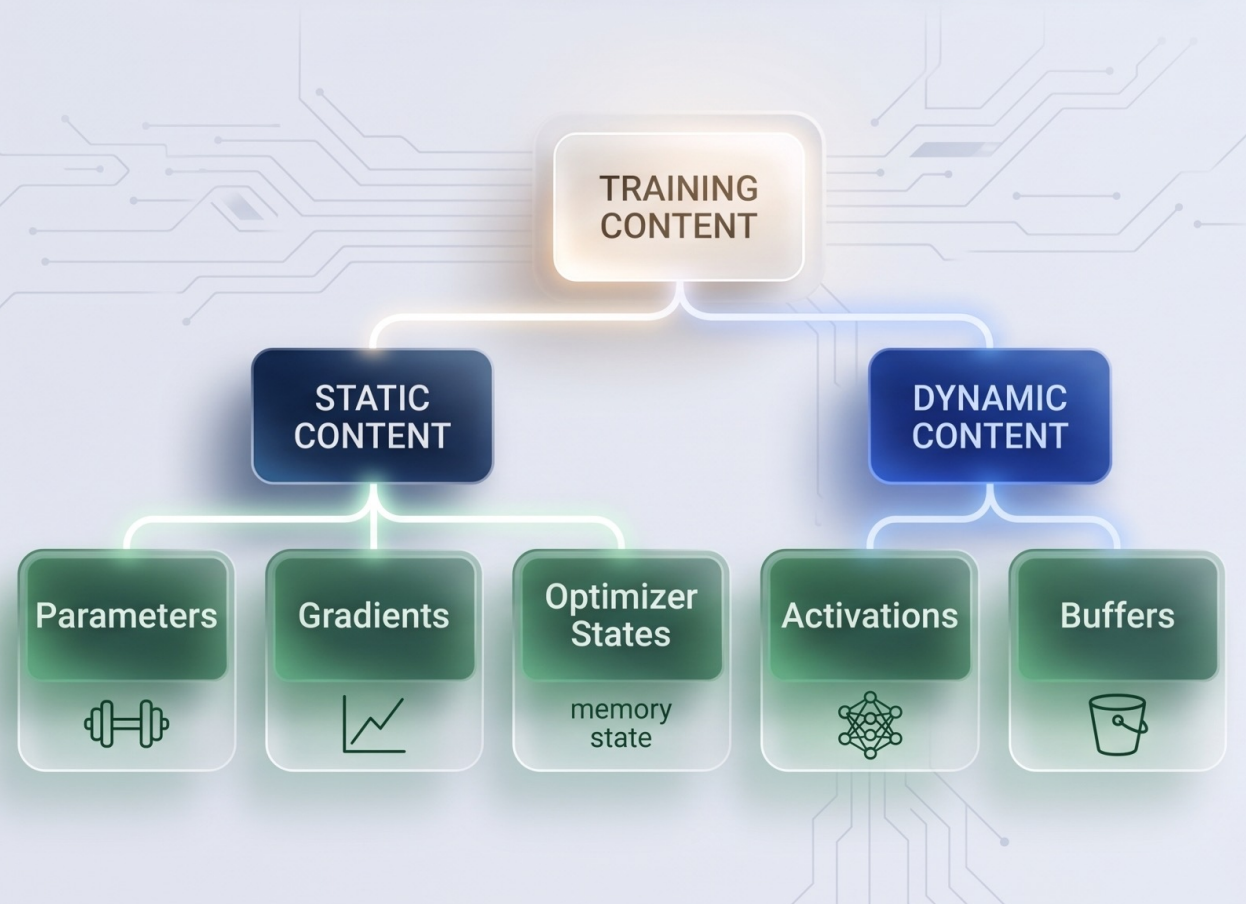 TRAINING
CONTENT
STATIC
CONTENT
DYNAMIC
CONTENT
Parameters
Gradients
Optimizer
States
Activations
Buffers
memory
state